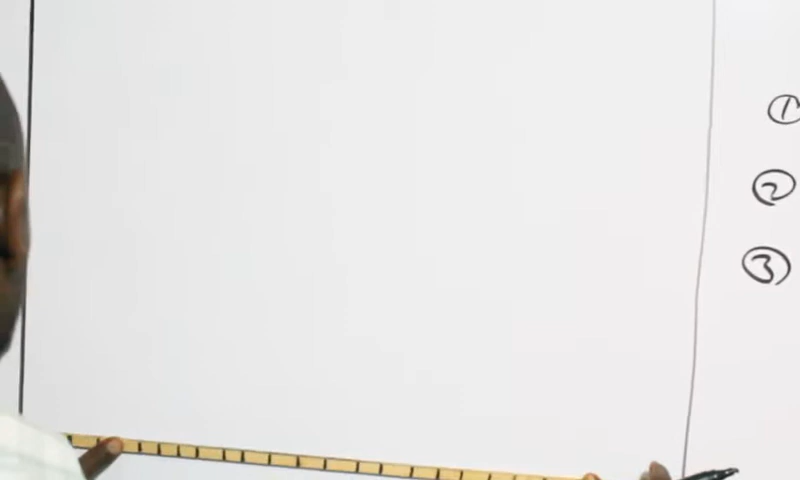 ①
②
③